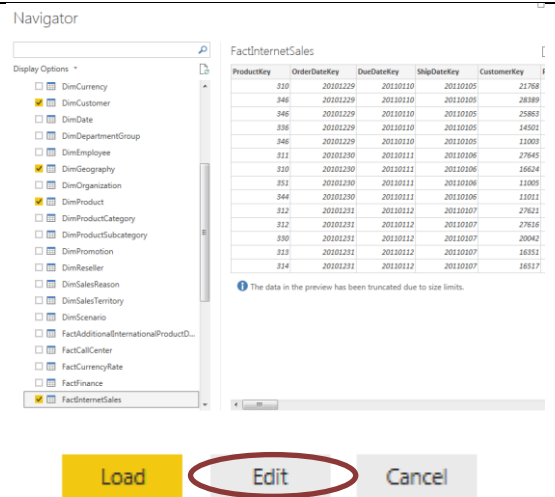 Navigator
Display Options
DimCurrency
DimCustomer
DimDate
DimDepartmentGroup
DimEmployee
DimGeography
DimOrganization
DimProduct
DimProductCategory
DimProductSubcategory
DimPromotion
DimReseller
DimSalesReason
DimSalesTerritory
DimScenario
FactAdditionalInternationalProductD...
FactCallCenter
FactCurrencyRate
FactFinance
FactInternetSales
FactInternetSales
ProductKey OrderDateKey DueDateKey ShipDateKey CustomerKey
310 20101229 20110110 20110105 21768
346 20101229 20110110 20110105 28389
346 20101229 20110110 20110105 25863
336 20101229 20110110 20110105 14501
346 20101229 20110110 20110105 11003
311 20101230 20110111 20110106 27645
310 20101230 20110111 20110106 16624
351 20101230 20110111 20110106 11005
344 20101230 20110111 20110106 11011
312 20101231 20110112 20110107 27621
312 20101231 20110112 20110107 27616
330 20101231 20110112 20110107 20042
313 20101231 20110112 20110107 16351
314 20101231 20110112 20110107 16517
The data in the preview has been truncated due to size limits.
Load Edit Cancel